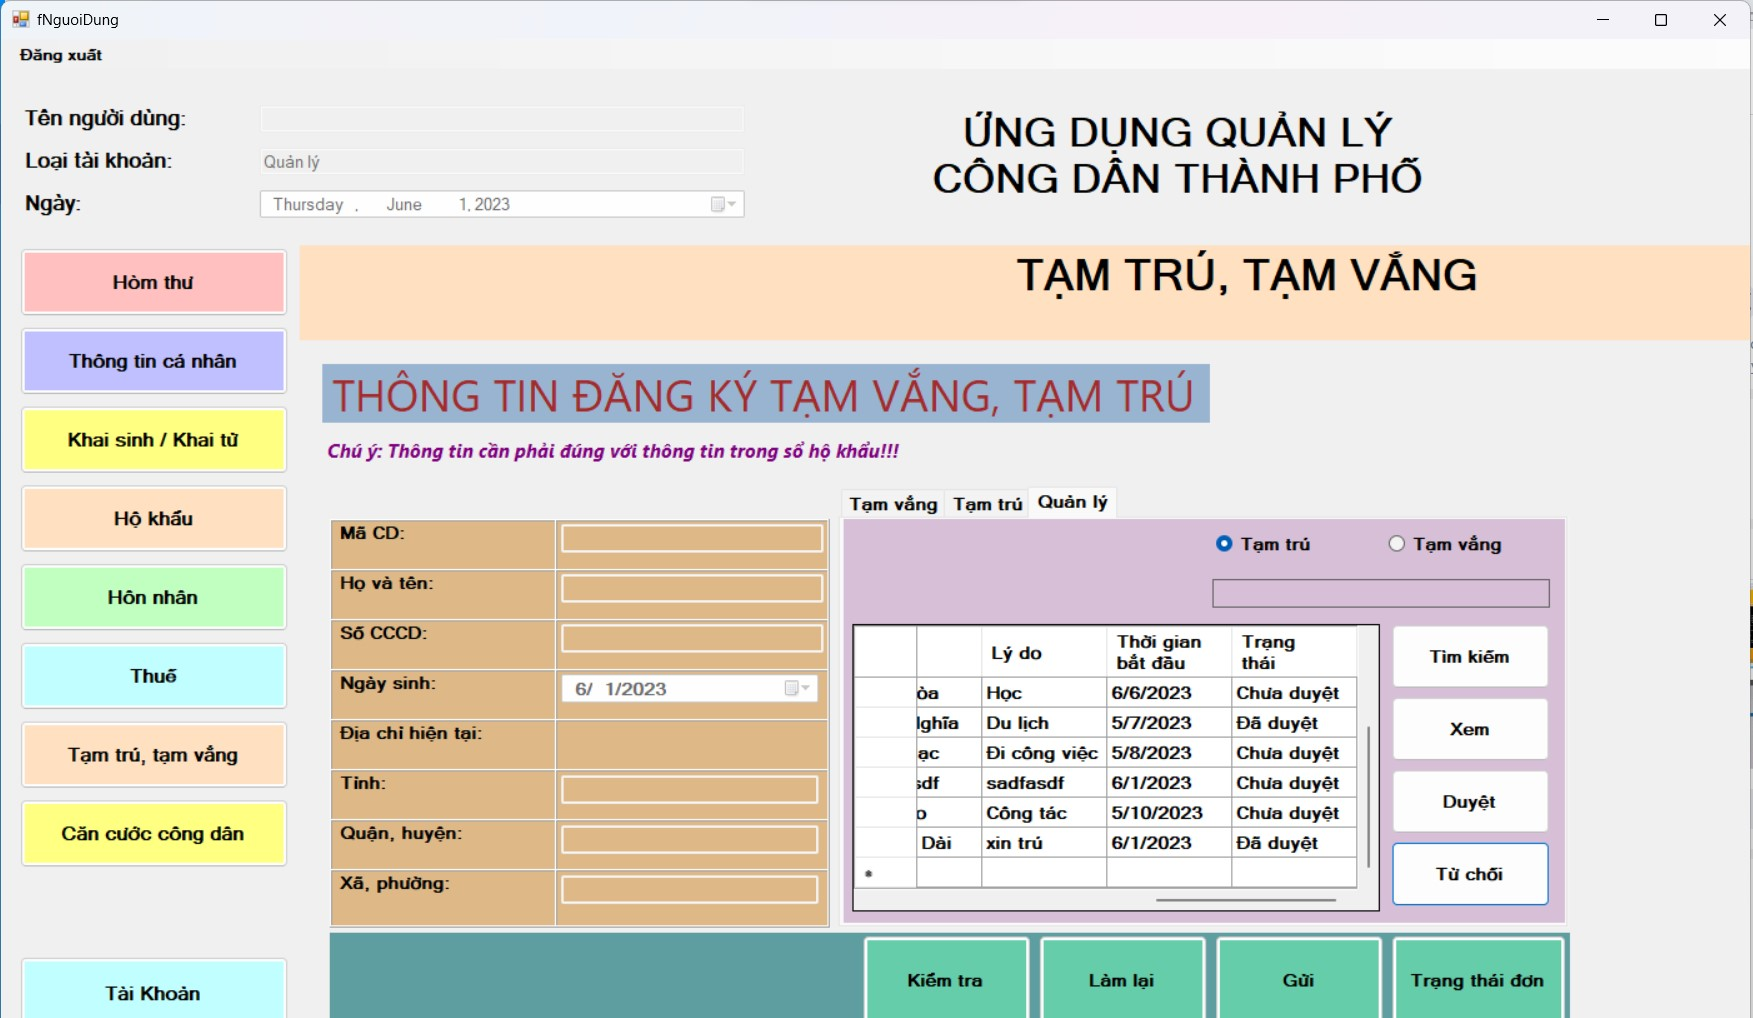 fNguoiDung
Đăng xuất
Tên người dùng:
Loại tài khoản: Quản lý
Ngày: Thursday , June 1, 2023
ỨNG DỤNG QUẢN LÝ
CÔNG DÂN THÀNH PHỐ
TẠM TRÚ, TẠM VẮNG
Hòm thư
Thông tin cá nhân
Khai sinh / Khai tử
Hộ khẩu
Hôn nhân
Thuế
Tạm trú, tạm vắng
Căn cước công dân
Tài Khoản
THÔNG TIN ĐĂNG KÝ TẠM VẮNG, TẠM TRÚ
Chú ý: Thông tin cần phải đúng với thông tin trong sổ hộ khẩu!!!
Mã CD:
Họ và tên:
Số CCCD:
Ngày sinh: 6/ 1/2023
Địa chỉ hiện tại:
Tỉnh:
Quận, huyện:
Xã, phường:
Tạm vắng Tạm trú Quản lý
Tạm trú Tạm vắng
Lý do Thời gian bắt đầu Trạng thái
òa Học 6/6/2023 Chưa duyệt
Nghĩa Du lịch 5/7/2023 Đã duyệt
ạc Đi công việc 5/8/2023 Chưa duyệt
sdf sadfasdf 6/1/2023 Chưa duyệt
o Công tác 5/10/2023 Chưa duyệt
Dài xin trú 6/1/2023 Đã duyệt
*
Tìm kiếm
Xem
Duyệt
Từ chối
Kiểm tra Làm lại Gửi Trạng thái đơn